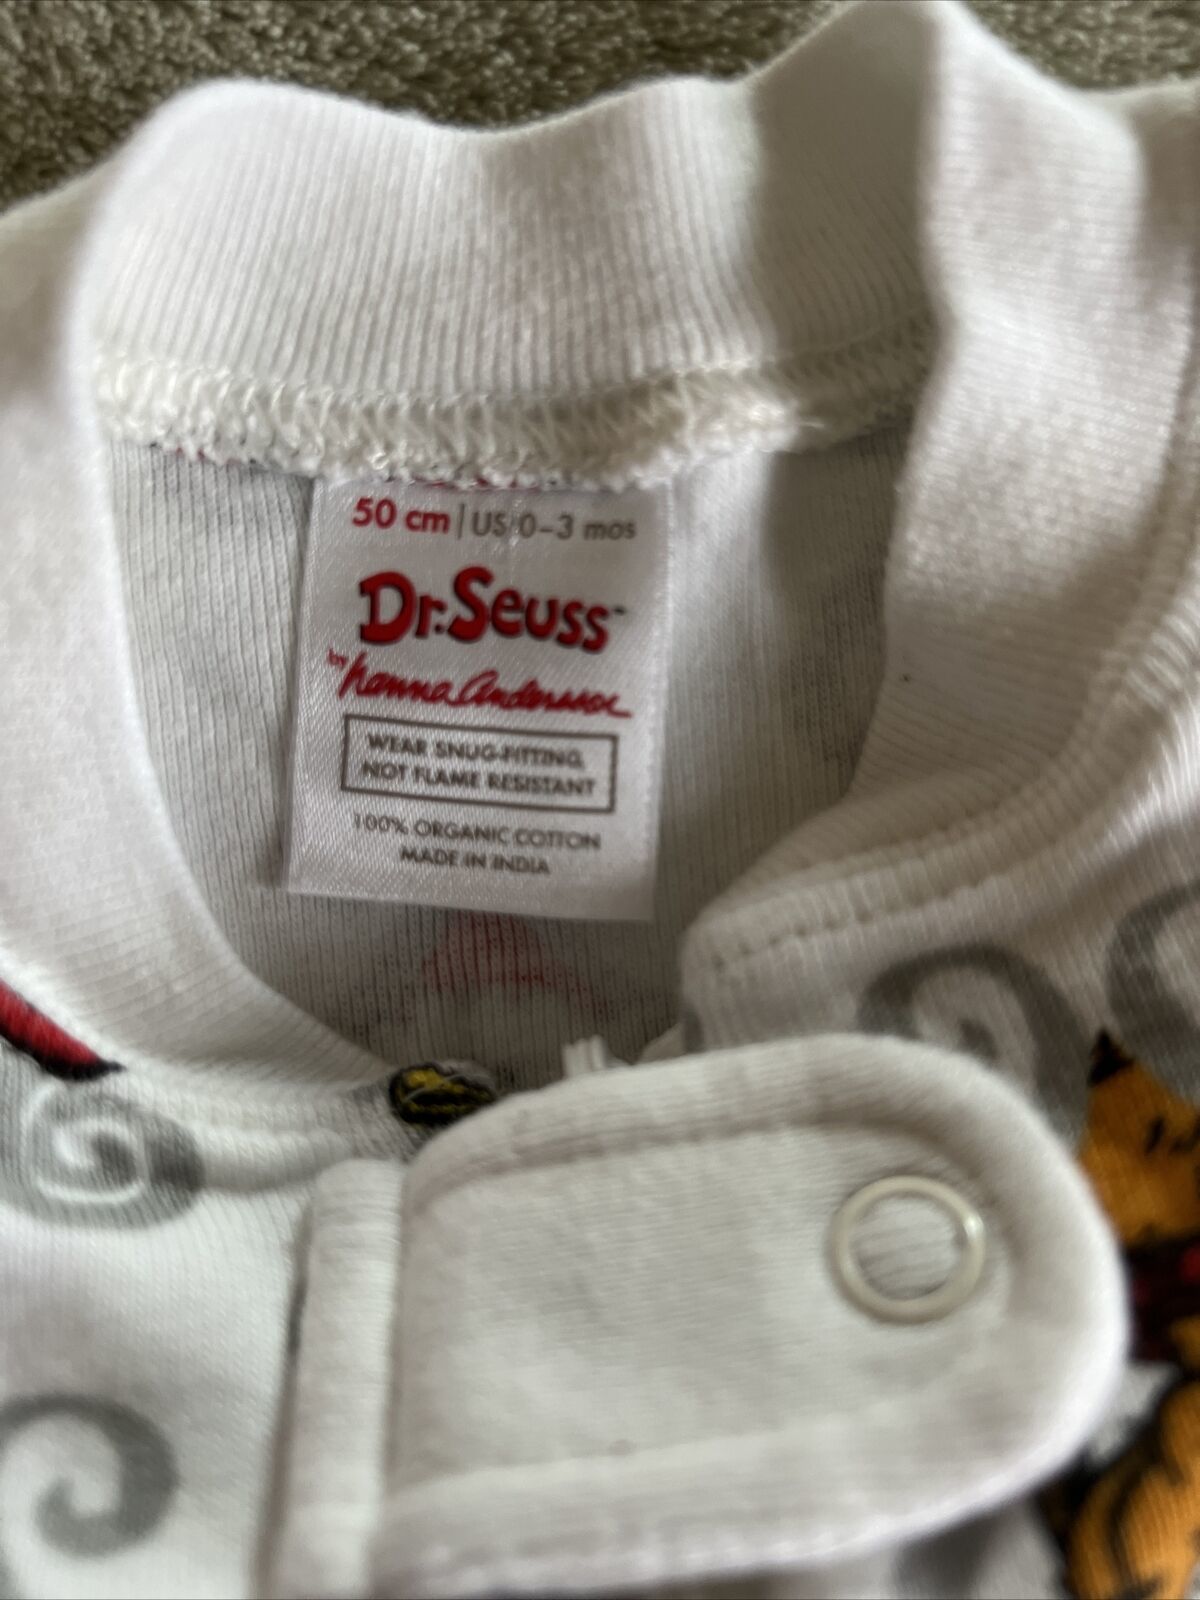 50 cm | US 0-3 mos
Dr. Seuss™
by hanna andersson
WEAR SNUG-FITTING,
NOT FLAME RESISTANT
100% ORGANIC COTTON
MADE IN INDIA